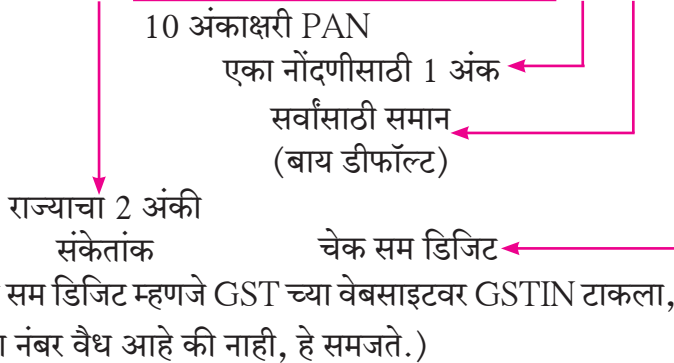 10 अंकाक्षरी PAN
एका नोंदणीसाठी 1 अंक
सर्वांसाठी समान
(बाय डीफॉल्ट)
राज्याचा 2 अंकी
संकेतांक
चेक सम डिजिट
सम डिजिट म्हणजे GST च्या वेबसाइटवर GSTIN टाकला,
नंबर वैध आहे की नाही, हे समजते.)